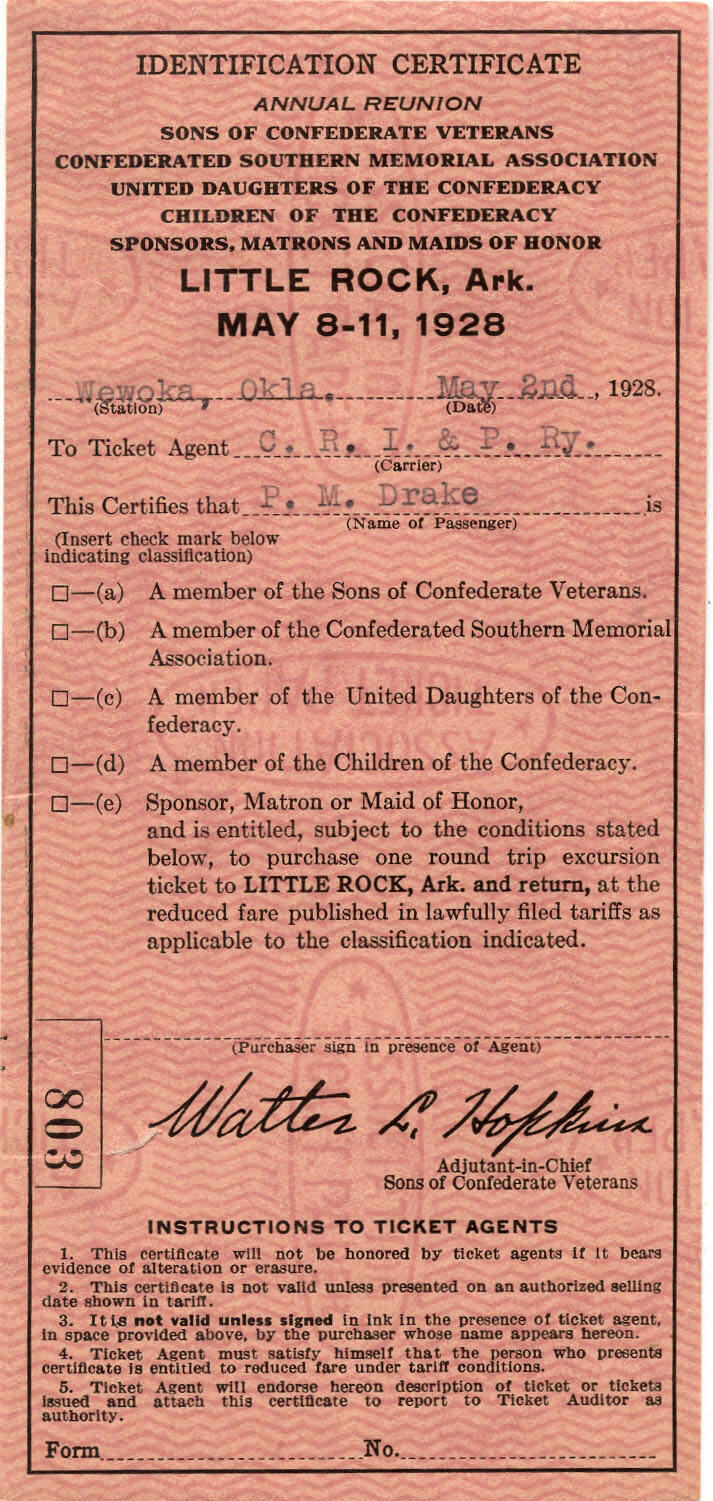 IDENTIFICATION CERTIFICATE
ANNUAL REUNION
SONS OF CONFEDERATE VETERANS
CONFEDERATED SOUTHERN MEMORIAL ASSOCIATION
UNITED DAUGHTERS OF THE CONFEDERACY
CHILDREN OF THE CONFEDERACY
SPONSORS, MATRONS AND MAIDS OF HONOR
LITTLE ROCK, Ark.
MAY 8-11, 1928
Wewoka, Okla. May 2nd, 1928.
(Station) (Date)
To Ticket Agent C. R. I. & P. Ry.
(Carrier)
This Certifies that P. M. Drake is
(Name of Passenger)
(Insert check mark below
indicating classification)
☐—(a) A member of the Sons of Confederate Veterans.
☐—(b) A member of the Confederated Southern Memorial
Association.
☐—(c) A member of the United Daughters of the Con-
federacy.
☐—(d) A member of the Children of the Confederacy.
☐—(e) Sponsor, Matron or Maid of Honor,
and is entitled, subject to the conditions stated
below, to purchase one round trip excursion
ticket to LITTLE ROCK, Ark. and return, at the
reduced fare published in lawfully filed tariffs as
applicable to the classification indicated.
(Purchaser sign in presence of Agent)
803
Walter L. Hopkins
Adjutant-in-Chief
Sons of Confederate Veterans
INSTRUCTIONS TO TICKET AGENTS
1. This certificate will not be honored by ticket agents if it bears
evidence of alteration or erasure.
2. This certificate is not valid unless presented on an authorized selling
date shown in tariff.
3. It is not valid unless signed in ink in the presence of ticket agent,
in space provided above, by the purchaser whose name appears hereon.
4. Ticket Agent must satisfy himself that the person who presents
certificate is entitled to reduced fare under tariff conditions.
5. Ticket Agent will endorse hereon description of ticket or tickets
issued and attach this certificate to report to Ticket Auditor as
authority.
Form No.